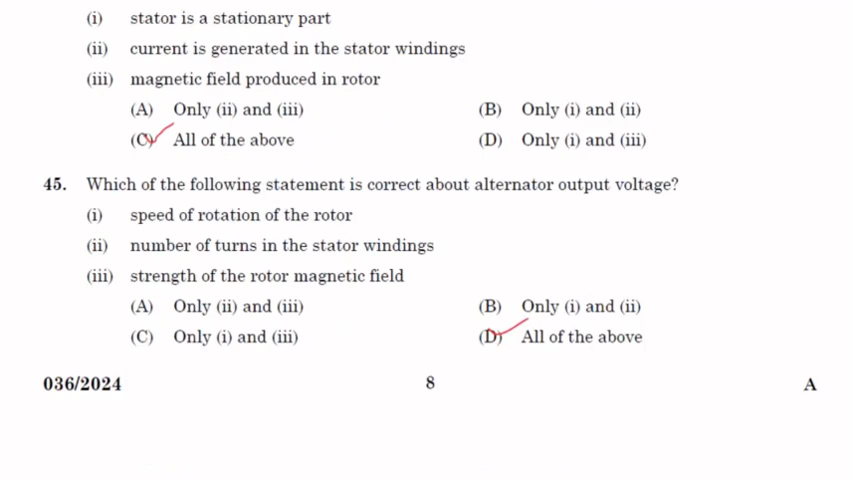 (i) stator is a stationary part
(ii) current is generated in the stator windings
(iii) magnetic field produced in rotor
(A) Only (ii) and (iii) (B) Only (i) and (ii)
(C) All of the above (D) Only (i) and (iii)
45. Which of the following statement is correct about alternator output voltage?
(i) speed of rotation of the rotor
(ii) number of turns in the stator windings
(iii) strength of the rotor magnetic field
(A) Only (ii) and (iii) (B) Only (i) and (ii)
(C) Only (i) and (iii) (D) All of the above
036/2024 8 A